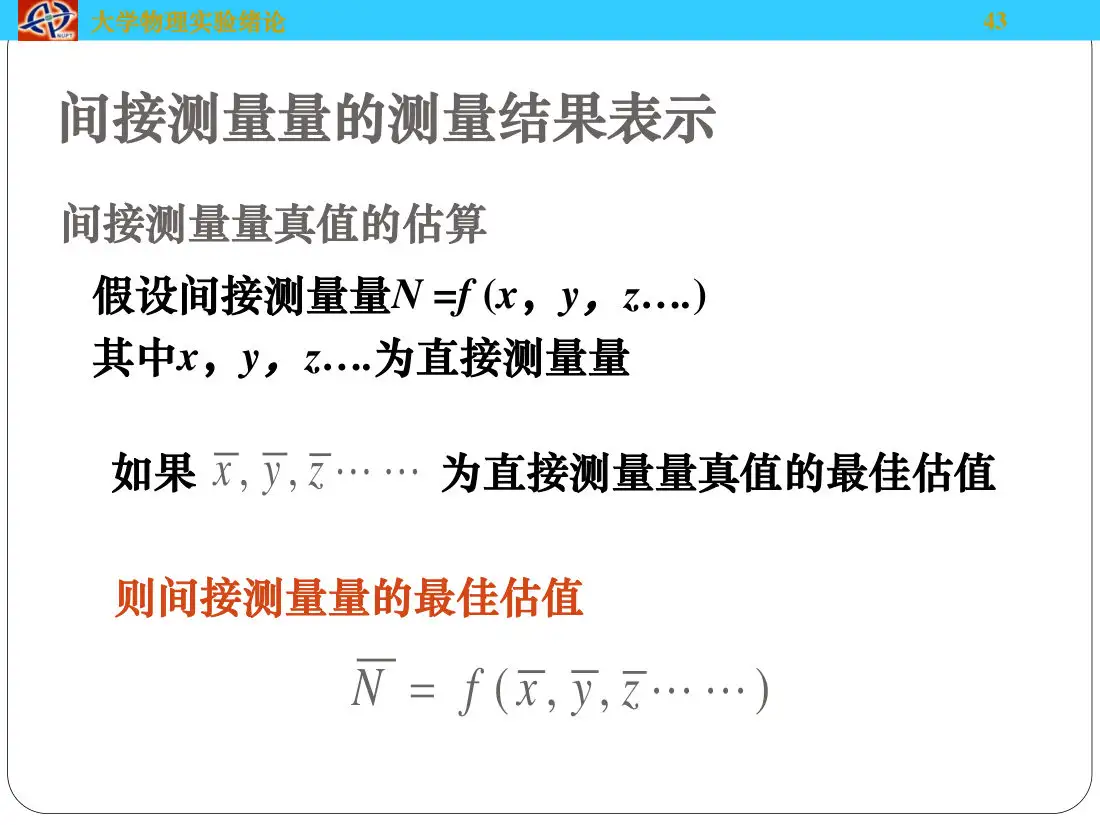 大学物理实验绪论 43
NUPT
间接测量量的测量结果表示
间接测量量真值的估算
假设间接测量量N =f (x，y，z….)
其中x，y，z….为直接测量量
如果 x̅, y̅, z̅⋯⋯ 为直接测量量真值的最佳估值
则间接测量量的最佳估值
N̅ = f (x̅, y̅, z̅⋯⋯)